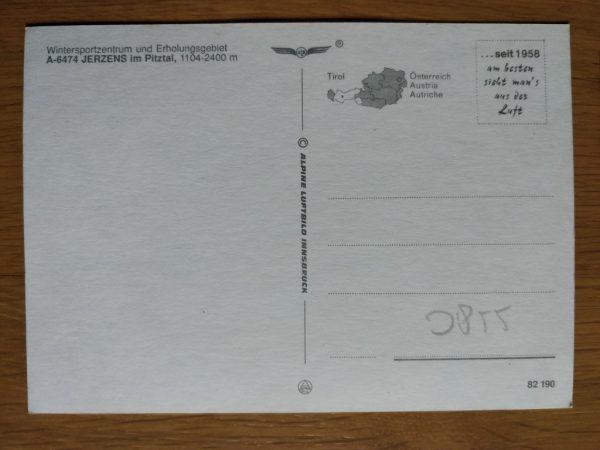 Wintersportzentrum und Erholungsgebiet
A-6474 JERZENS im Pitztal, 1104-2400 m
®
Tirol
Österreich
Austria
Autriche
...seit 1958
am besten
sieht man's
aus der
Luft
© ALPINE LUFTBILD INNSBRUCK
82 190